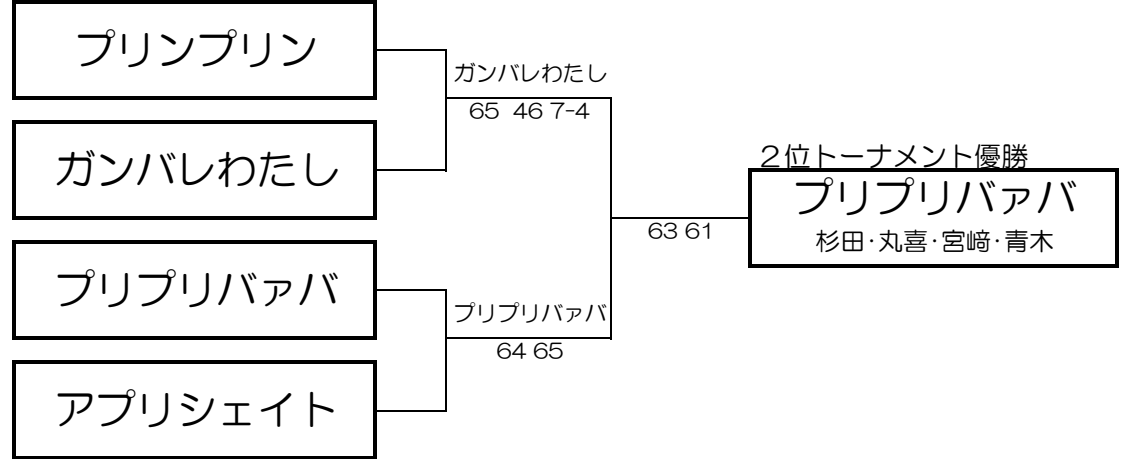 プリンプリン
ガンバレわたし
65 46 7-4
ガンバレわたし
２位トーナメント優勝
プリプリバァバ
杉田･丸喜･宮﨑･青木
63 61
プリプリバァバ
プリプリバァバ
64 65
アプリシェイト